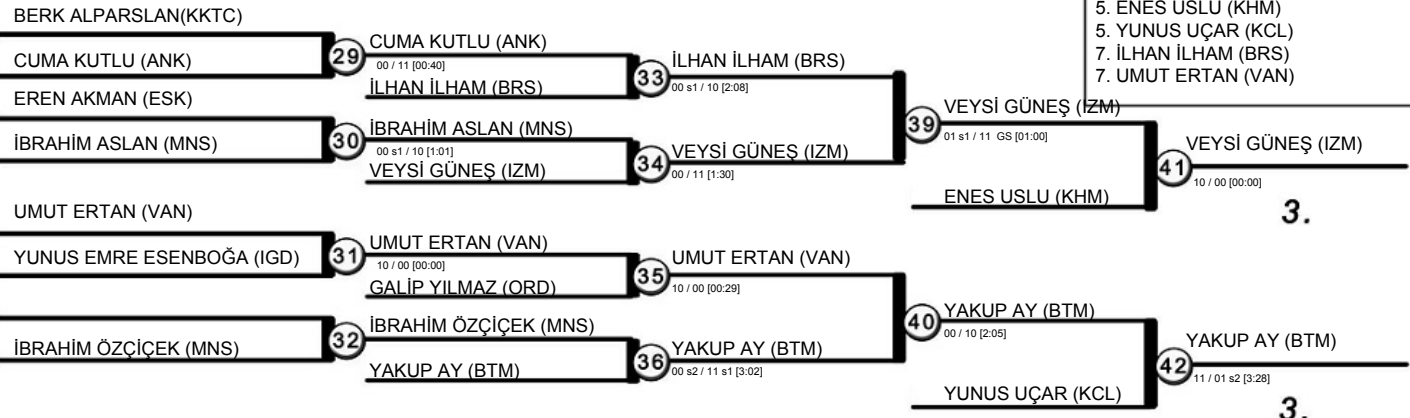 BERK ALPARSLAN(KKTC)
CUMA KUTLU (ANK)
EREN AKMAN (ESK)
İBRAHİM ASLAN (MNS)
UMUT ERTAN (VAN)
YUNUS EMRE ESENBOĞA (IGD)
İBRAHİM ÖZÇİÇEK (MNS)
29
CUMA KUTLU (ANK)
00 / 11 [00:40]
İLHAN İLHAM (BRS)
30
İBRAHİM ASLAN (MNS)
00 s1 / 10 [1:01]
VEYSİ GÜNEŞ (IZM)
31
UMUT ERTAN (VAN)
10 / 00 [00:00]
GALİP YILMAZ (ORD)
32
İBRAHİM ÖZÇİÇEK (MNS)
YAKUP AY (BTM)
33
İLHAN İLHAM (BRS)
00 s1 / 10 [2:08]
34
VEYSİ GÜNEŞ (IZM)
00 / 11 [1:30]
35
UMUT ERTAN (VAN)
10 / 00 [00:29]
36
YAKUP AY (BTM)
00 s2 / 11 s1 [3:02]
39
VEYSİ GÜNEŞ (IZM)
01 s1 / 11 GS [01:00]
ENES USLU (KHM)
40
YAKUP AY (BTM)
00 / 10 [2:05]
YUNUS UÇAR (KCL)
41
VEYSİ GÜNEŞ (IZM)
10 / 00 [00:00]
3.
42
YAKUP AY (BTM)
11 / 01 s2 [3:28]
3.
5. ENES USLU (KHM)
5. YUNUS UÇAR (KCL)
7. İLHAN İLHAM (BRS)
7. UMUT ERTAN (VAN)